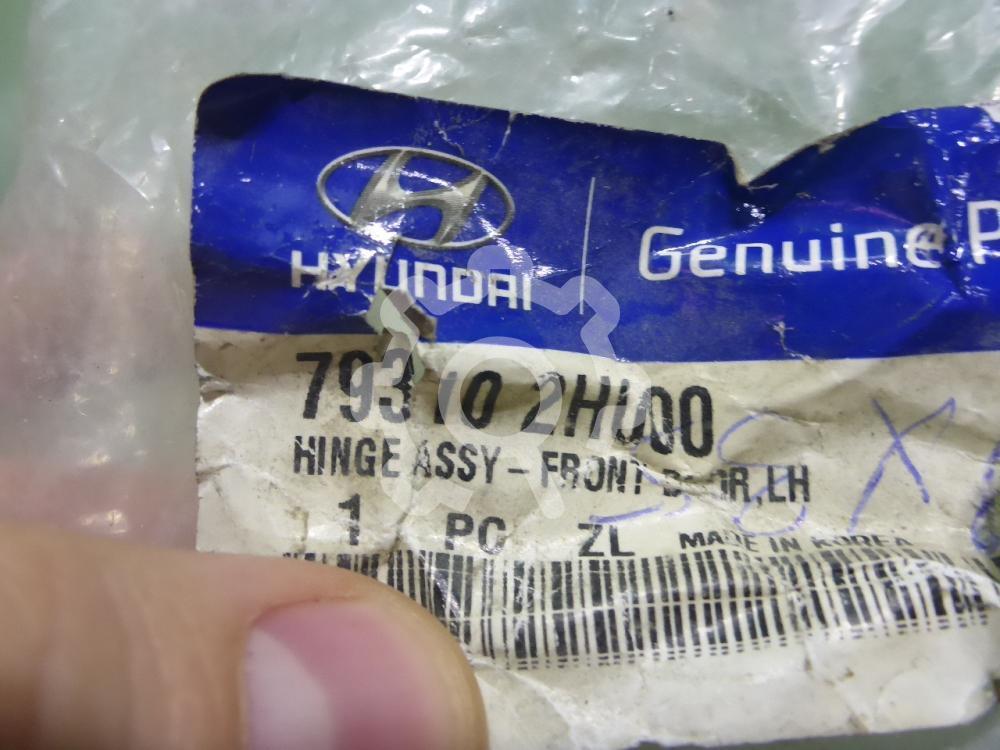 HYUNDAI
Genuine P
79310 2H000
HINGE ASSY-FRONT DOOR, LH
1 PC ZL MADE IN KOREA